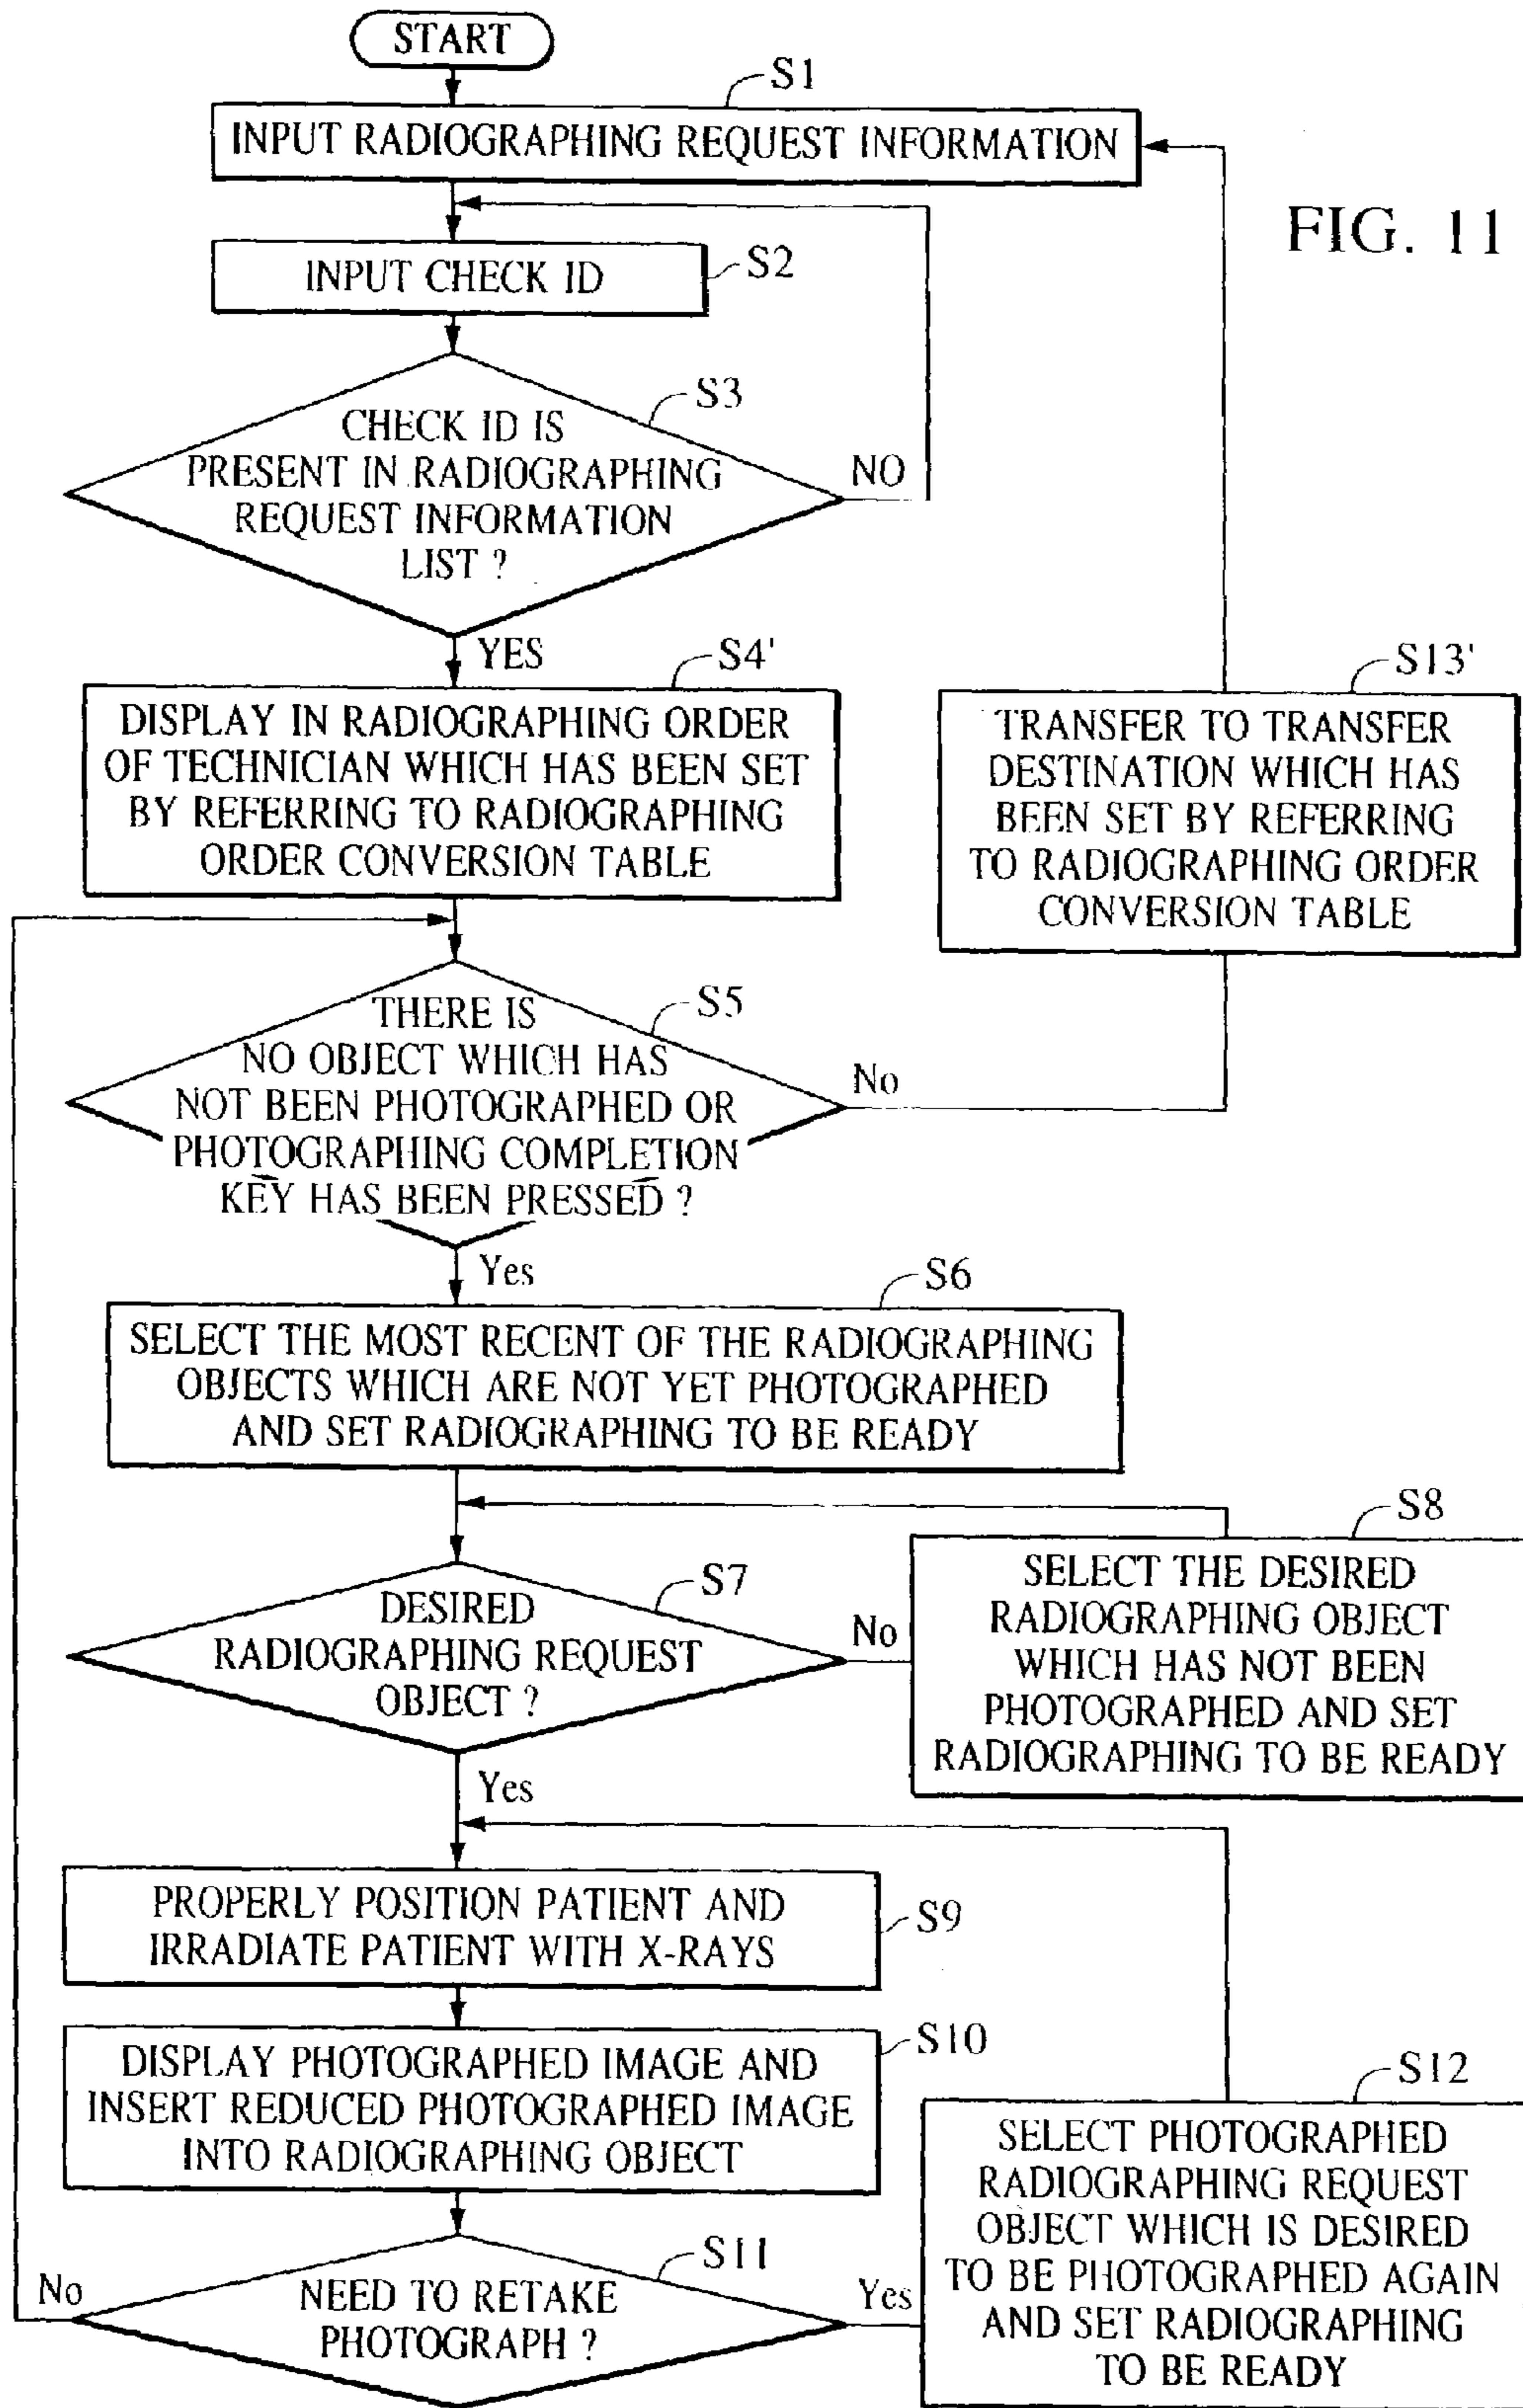 START
S1
INPUT RADIOGRAPHING REQUEST INFORMATION
FIG. 11
INPUT CHECK ID
S2
S3
CHECK ID IS
PRESENT IN RADIOGRAPHING
REQUEST INFORMATION
LIST ?
NO
YES
S4'
DISPLAY IN RADIOGRAPHING ORDER
OF TECHNICIAN WHICH HAS BEEN SET
BY REFERRING TO RADIOGRAPHING
ORDER CONVERSION TABLE
S13'
TRANSFER TO TRANSFER
DESTINATION WHICH HAS
BEEN SET BY REFERRING
TO RADIOGRAPHING ORDER
CONVERSION TABLE
S5
THERE IS
NO OBJECT WHICH HAS
NOT BEEN PHOTOGRAPHED OR
PHOTOGRAPHING COMPLETION
KEY HAS BEEN PRESSED ?
No
Yes
S6
SELECT THE MOST RECENT OF THE RADIOGRAPHING
OBJECTS WHICH ARE NOT YET PHOTOGRAPHED
AND SET RADIOGRAPHING TO BE READY
S7
DESIRED
RADIOGRAPHING REQUEST
OBJECT ?
No
Yes
S8
SELECT THE DESIRED
RADIOGRAPHING OBJECT
WHICH HAS NOT BEEN
PHOTOGRAPHED AND SET
RADIOGRAPHING TO BE READY
PROPERLY POSITION PATIENT AND
IRRADIATE PATIENT WITH X-RAYS
S9
S10
DISPLAY PHOTOGRAPHED IMAGE AND
INSERT REDUCED PHOTOGRAPHED IMAGE
INTO RADIOGRAPHING OBJECT
S11
NEED TO RETAKE
PHOTOGRAPH ?
No
Yes
S12
SELECT PHOTOGRAPHED
RADIOGRAPHING REQUEST
OBJECT WHICH IS DESIRED
TO BE PHOTOGRAPHED AGAIN
AND SET RADIOGRAPHING
TO BE READY